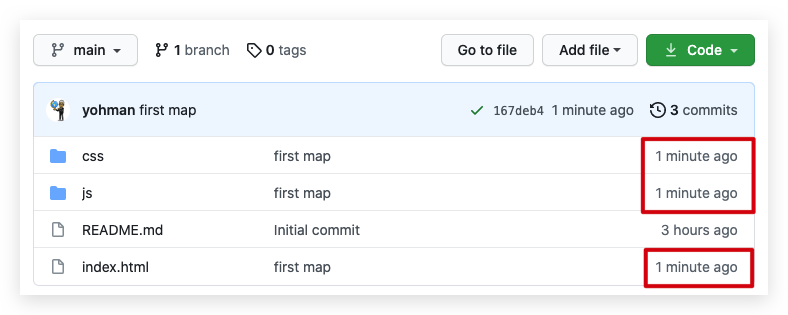 main 1 branch 0 tags Go to file Add file Code
yohman first map 167deb4 1 minute ago 3 commits
css first map 1 minute ago
js first map 1 minute ago
README.md Initial commit 3 hours ago
index.html first map 1 minute ago